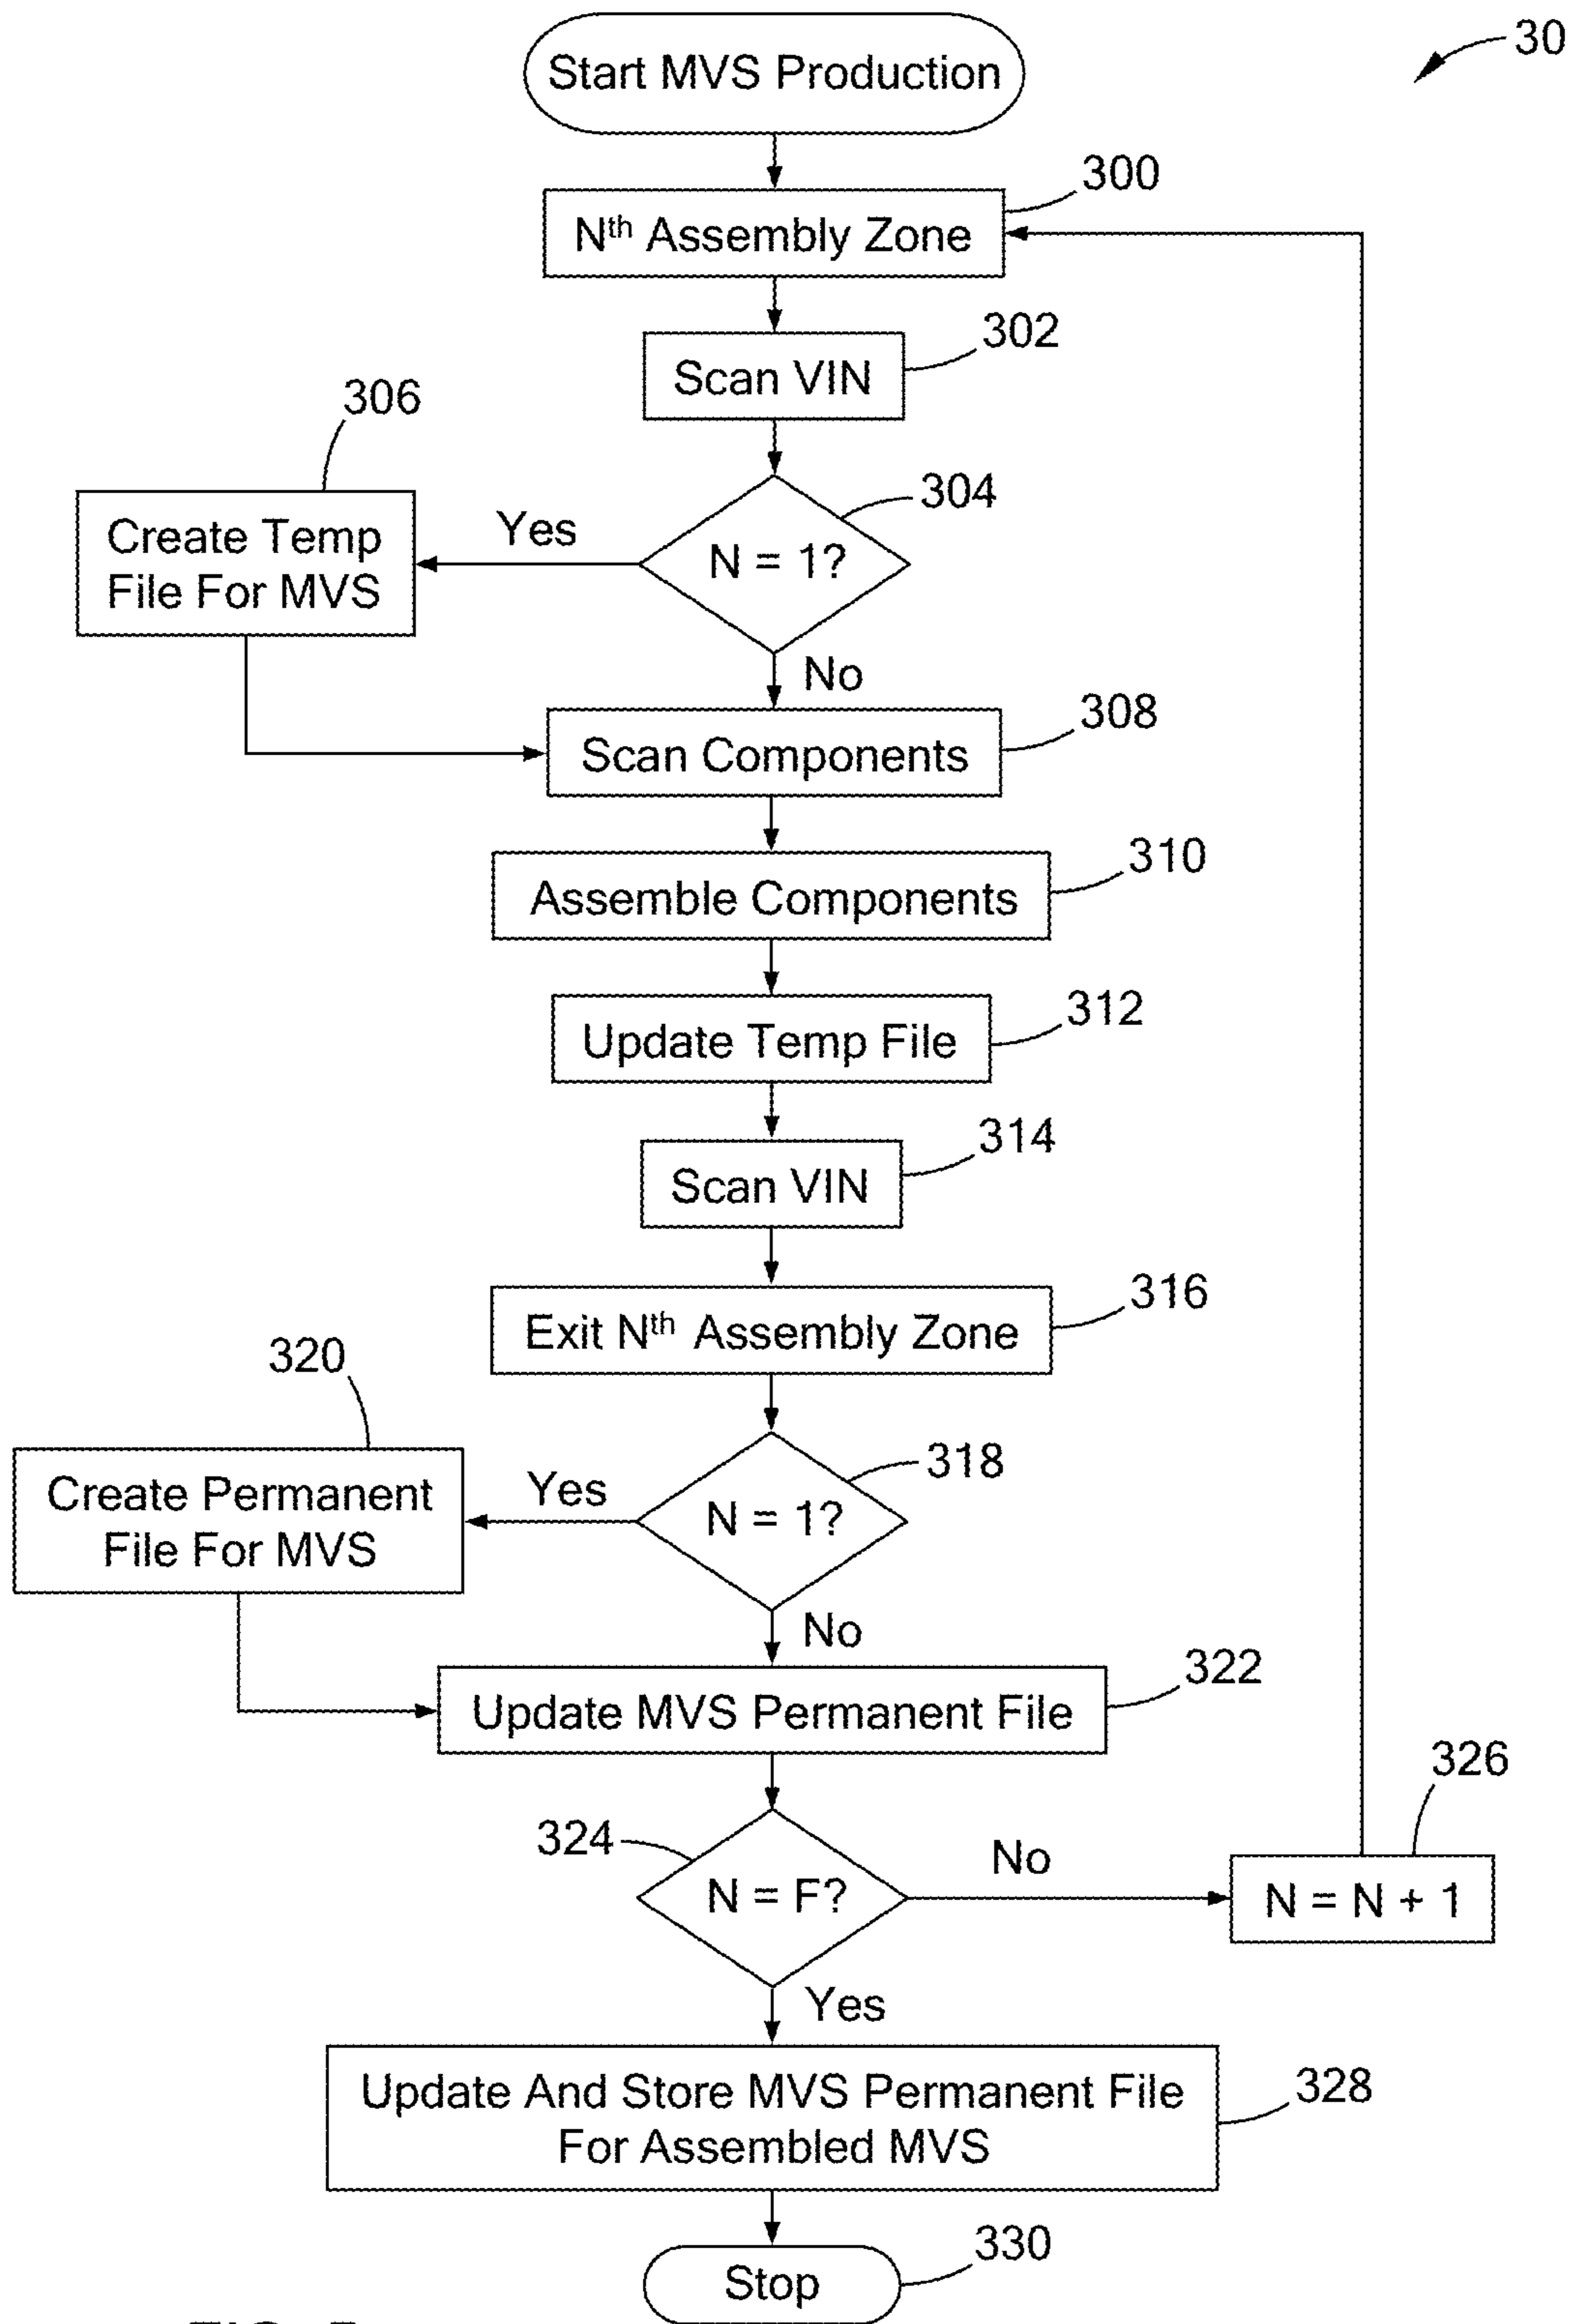 Start MVS Production
30
300
Nth Assembly Zone
302
Scan VIN
306
304
Create Temp
File For MVS
Yes
N = 1?
No
308
Scan Components
310
Assemble Components
312
Update Temp File
314
Scan VIN
316
Exit Nth Assembly Zone
320
318
Create Permanent
File For MVS
Yes
N = 1?
No
322
Update MVS Permanent File
326
324
No
N = F?
N = N + 1
Yes
Update And Store MVS Permanent File
For Assembled MVS
328
330
Stop